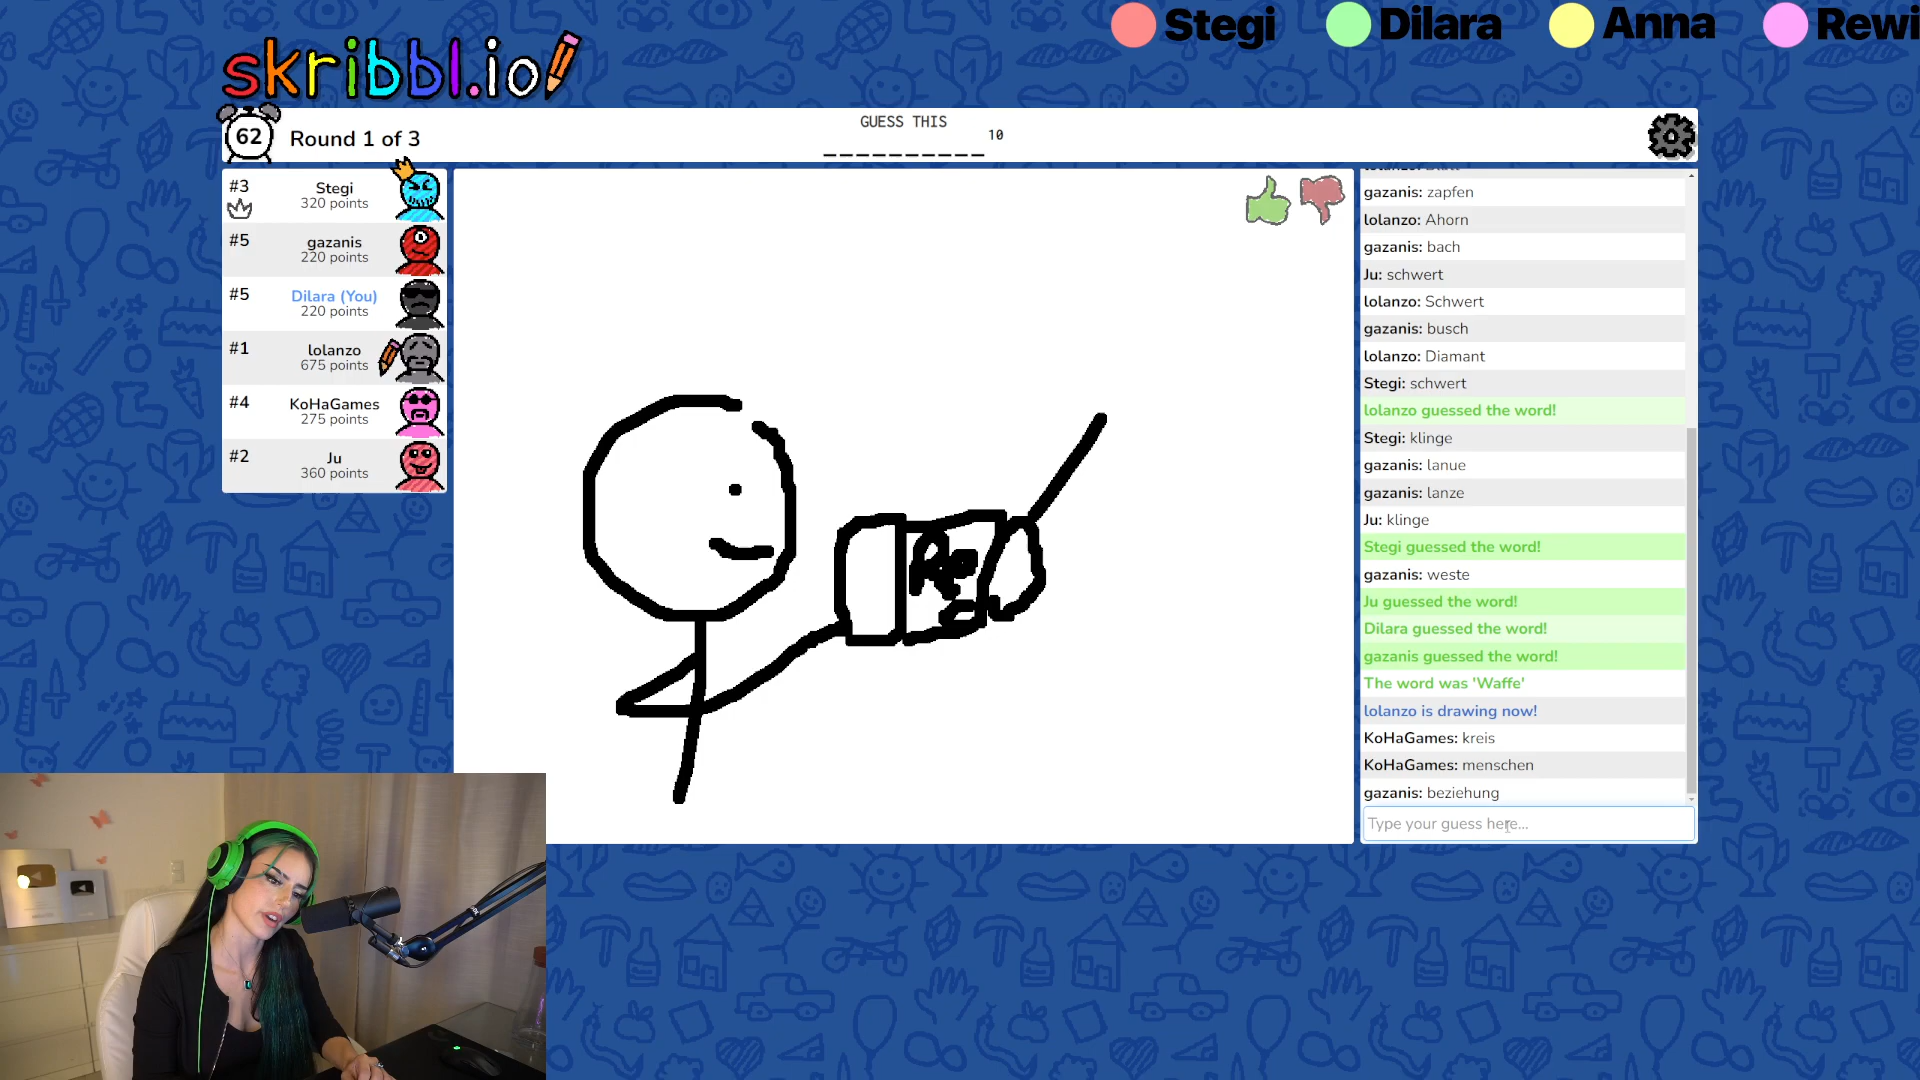 Stegi Dilara Anna Rewi
skribbl.io
62 Round 1 of 3
GUESS THIS
__________ 10
#3 Stegi
320 points
#5 gazanis
220 points
#5 Dilara (You)
220 points
#1 lolanzo
675 points
#4 KoHaGames
275 points
#2 Ju
360 points
gazanis: zapfen
lolanzo: Ahorn
gazanis: bach
Ju: schwert
lolanzo: Schwert
gazanis: busch
lolanzo: Diamant
Stegi: schwert
lolanzo guessed the word!
Stegi: klinge
gazanis: lanue
gazanis: lanze
Ju: klinge
Stegi guessed the word!
gazanis: weste
Ju guessed the word!
Dilara guessed the word!
gazanis guessed the word!
The word was 'Waffe'
lolanzo is drawing now!
KoHaGames: kreis
KoHaGames: menschen
gazanis: beziehung
Type your guess here...